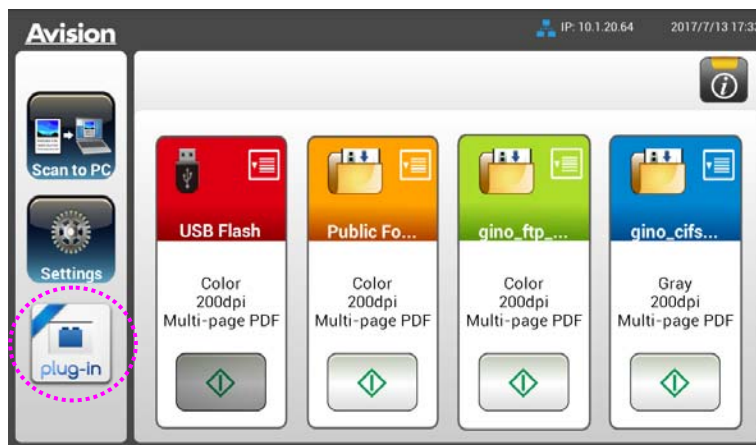 Avision
IP: 10.1.20.64
2017/7/13 17:33
Scan to PC
Settings
plug-in
USB Flash
Color
200dpi
Multi-page PDF
Public Fo...
Color
200dpi
Multi-page PDF
gino_ftp_...
Color
200dpi
Multi-page PDF
gino_cifs...
Gray
200dpi
Multi-page PDF